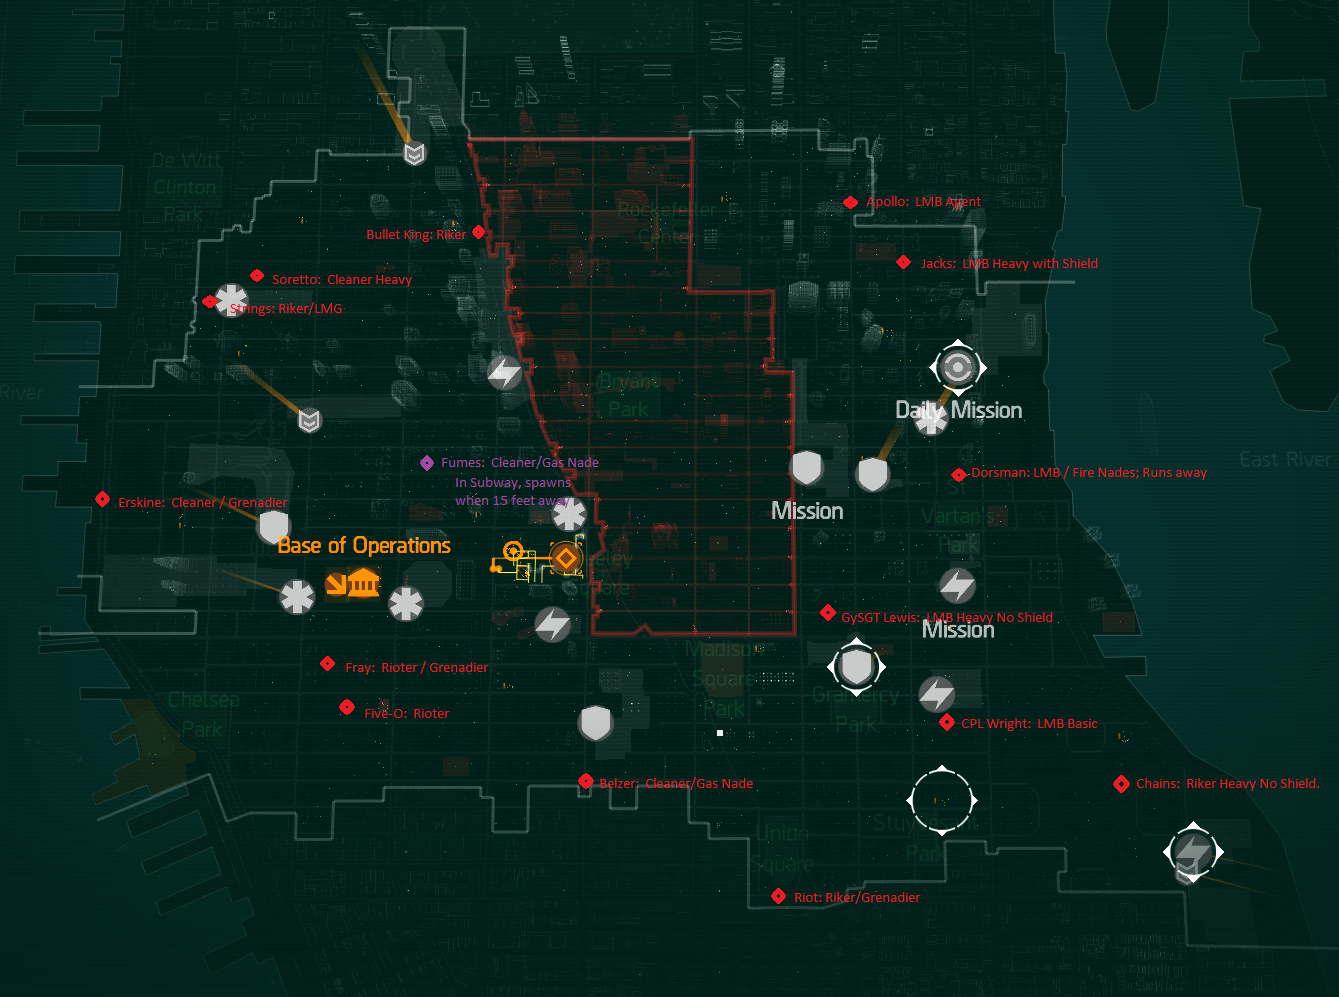 De Witt
Clinton
Park
Rockefeller
Center
Apollo: LMB Agent
Bullet King: Riker
Jacks: LMB Heavy with Shield
Soretto: Cleaner Heavy
Strings: Riker/LMG
River
Bryant
Park
Daily Mission
East River
Fumes: Cleaner/Gas Nade
In Subway, spawns
when 15 feet away
Dorsman: LMB / Fire Nades; Runs away
St
Vartan's
Park
Erskine: Cleaner / Grenadier
Mission
Base of Operations
Square
GySGT Lewis: LMB Heavy No Shield
Mission
Madison
Square
Park
Fray: Rioter / Grenadier
Gramercy
Park
Chelsea
Park
Five-O: Rioter
CPL Wright: LMB Basic
Belzer: Cleaner/Gas Nade
Chains: Riker Heavy No Shield.
Union
Square
Stuyvesant
Park
Riot: Riker/Grenadier